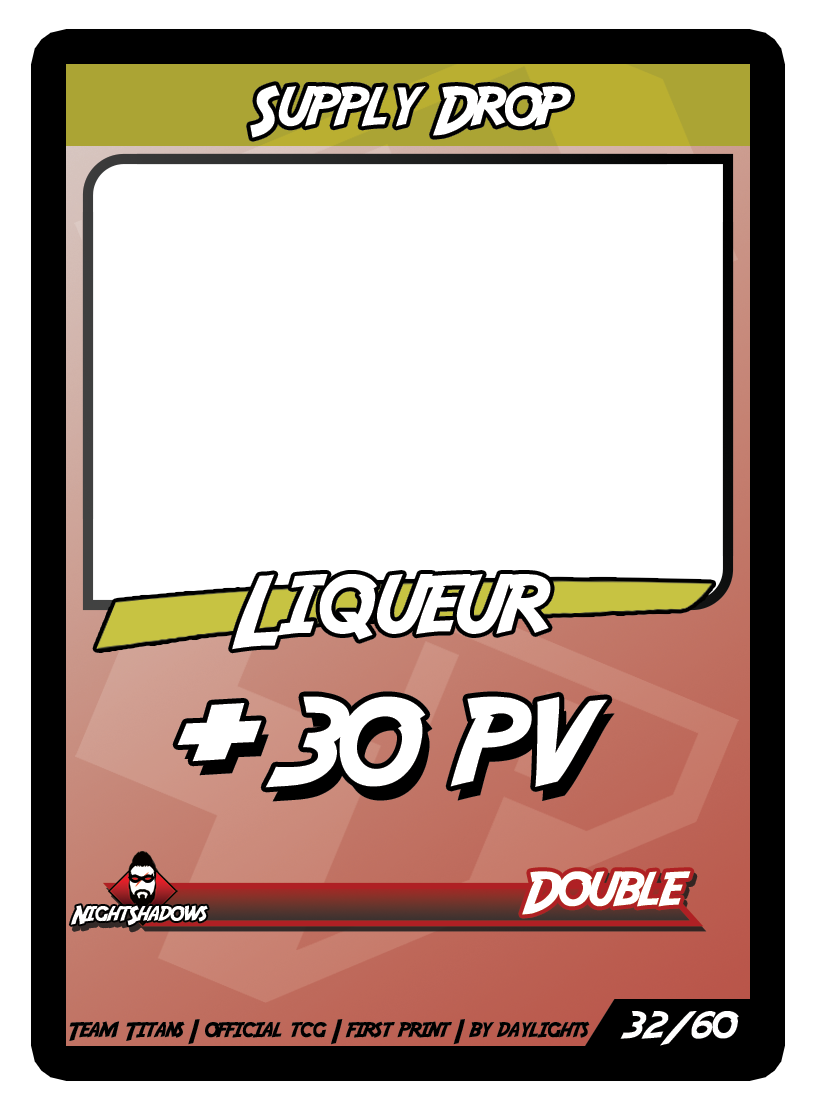 Supply Drop
Liqueur
+ 30 PV
Double
NightShadows
Team Titans | Official TCG | First Print | By Daylights
32/60